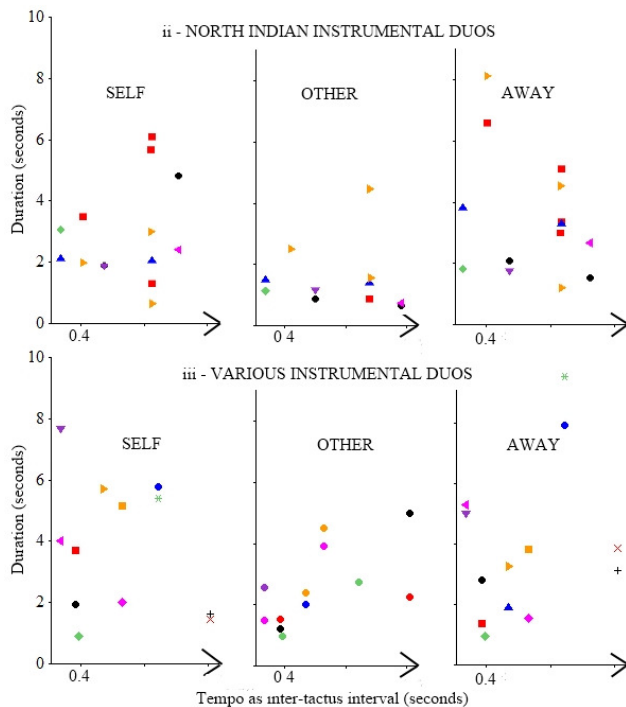 10
ii - NORTH INDIAN INSTRUMENTAL DUOS
8
SELF
OTHER
AWAY
6
Duration (seconds)
4
2
0
0.4
0 4
0.4
10
iii - VARIOUS INSTRUMENTAL DUOS
8
SELF
OTHER
AWAY
6
Duration (seconds)
4
2
0
0.4
0 4
0.4
Tempo as inter-tactus interval (seconds)